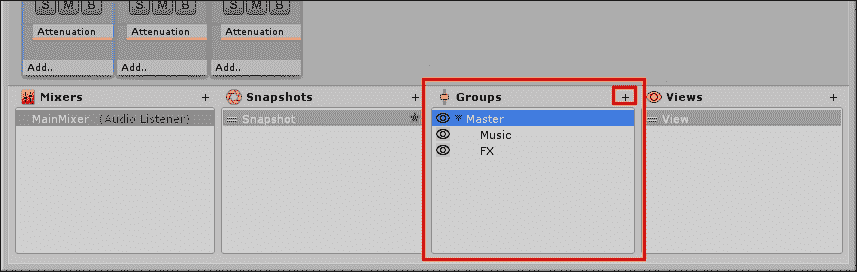 S M B S M B S M B
Attenuation Attenuation Attenuation
Add.. Add.. Add..
Mixers + Snapshots + Groups + Views +
MainMixer (Audio Listener) Snapshot Master View
Music
FX